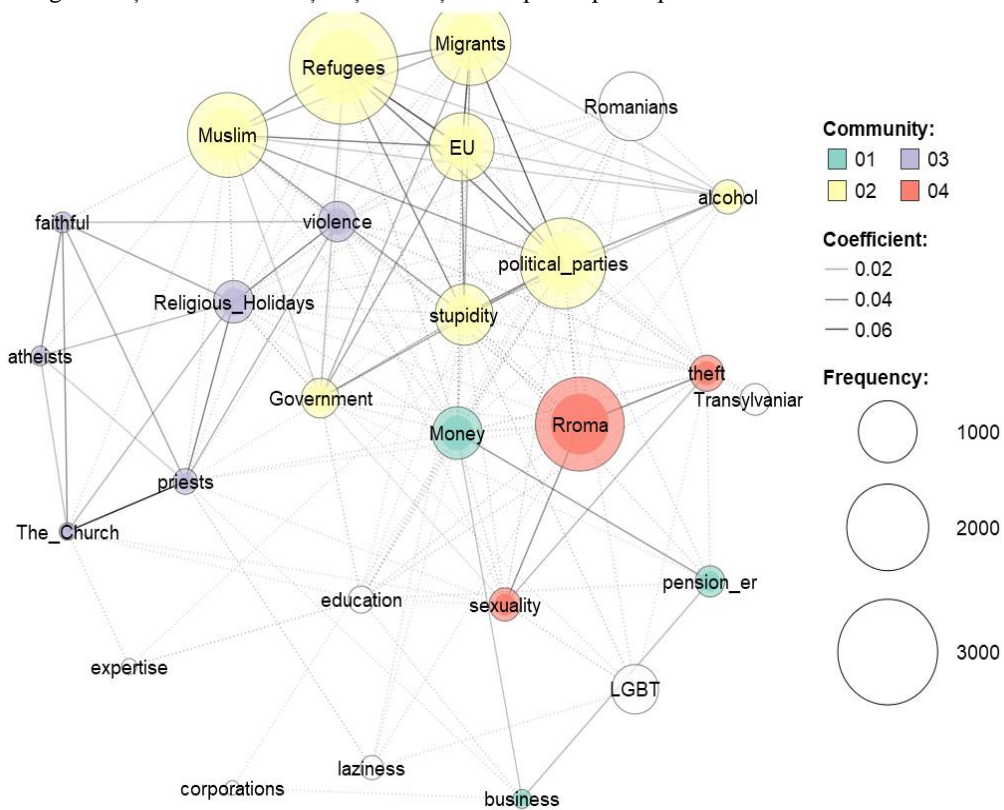 Migrants
Refugees
Romanians
Muslim
EU
alcohol
faithful
violence
political_parties
Religious_Holidays
stupidity
atheists
theft
Government
Transylvaniar
Rroma
Money
priests
The_Church
pension_er
education
sexuality
expertise
LGBT
laziness
corporations
business
Community:
01
03
02
04
Coefficient:
0.02
0.04
0.06
Frequency:
1000
2000
3000